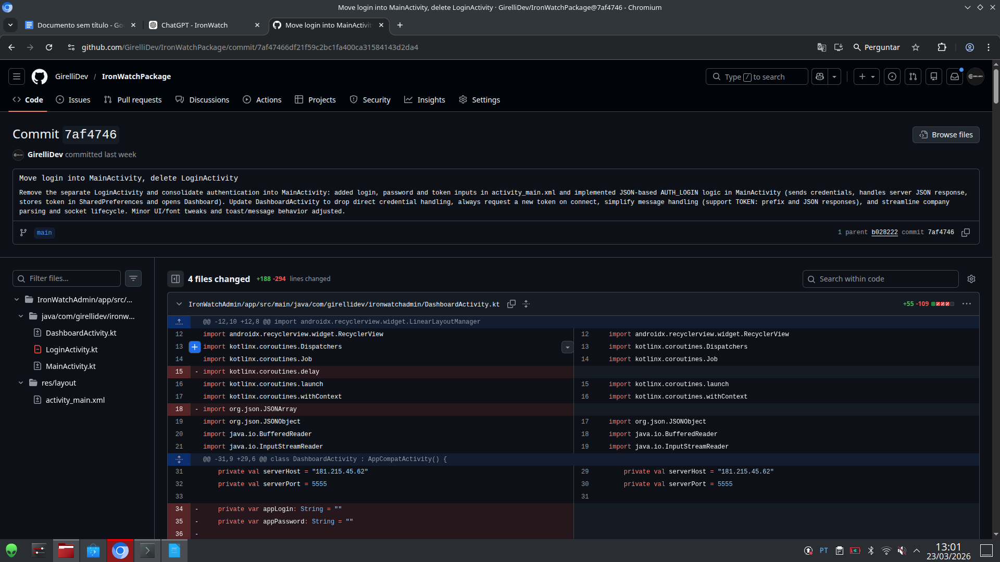 Move login into MainActivity, delete LoginActivity · GirelliDev/IronWatchPackage@7af4746 - Chromium
Documento sem título - Go
ChatGPT - IronWatch
Move login into MainActivit
github.com/GirelliDev/IronWatchPackage/commit/7af47466df21f59c2bc1fa400ca31584143d2da4
Perguntar
GirelliDev / IronWatchPackage
Type / to search
Code
Issues
Pull requests
Discussions
Actions
Projects
Security
Insights
Settings
Commit 7af4746
Browse files
GirelliDev committed last week
Move login into MainActivity, delete LoginActivity
Remove the separate LoginActivity and consolidate authentication into MainActivity: added login, password and token inputs in activity_main.xml and implemented JSON-based AUTH_LOGIN logic in MainActivity (sends credentials, handles server JSON response,
stores token in SharedPreferences and opens Dashboard). Update DashboardActivity to drop direct credential handling, always request a new token on connect, simplify message handling (support TOKEN: prefix and JSON responses), and streamline company
parsing and socket lifecycle. Minor UI/font tweaks and toast/message behavior adjusted.
main
1 parent b028222 commit 7af4746
Filter files...
IronWatchAdmin/app/src/...
java/com/girellidev/ironw...
DashboardActivity.kt
LoginActivity.kt
MainActivity.kt
res/layout
activity_main.xml
4 files changed +188 -294 lines changed
Search within code
IronWatchAdmin/app/src/main/java/com/girellidev/ironwatchadmin/DashboardActivity.kt
+55 -109
@@ -12,10 +12,8 @@ import androidx.recyclerview.widget.LinearLayoutManager
12 import androidx.recyclerview.widget.RecyclerView 12 import androidx.recyclerview.widget.RecyclerView
13 import kotlinx.coroutines.Dispatchers 13 import kotlinx.coroutines.Dispatchers
14 import kotlinx.coroutines.Job 14 import kotlinx.coroutines.Job
15 - import kotlinx.coroutines.delay
16 import kotlinx.coroutines.launch 15 import kotlinx.coroutines.launch
17 import kotlinx.coroutines.withContext 16 import kotlinx.coroutines.withContext
18 - import org.json.JSONArray
19 import org.json.JSONObject 17 import org.json.JSONObject
20 import java.io.BufferedReader 18 import java.io.BufferedReader
21 import java.io.InputStreamReader 19 import java.io.InputStreamReader
@@ -31,9 +29,6 @@ class DashboardActivity : AppCompatActivity() {
31 private val serverHost = "181.215.45.62" 29 private val serverHost = "181.215.45.62"
32 private val serverPort = 5555 30 private val serverPort = 5555
33 31
34 - private var appLogin: String = ""
35 - private var appPassword: String = ""
36 -
PT
13:01
23/03/2026